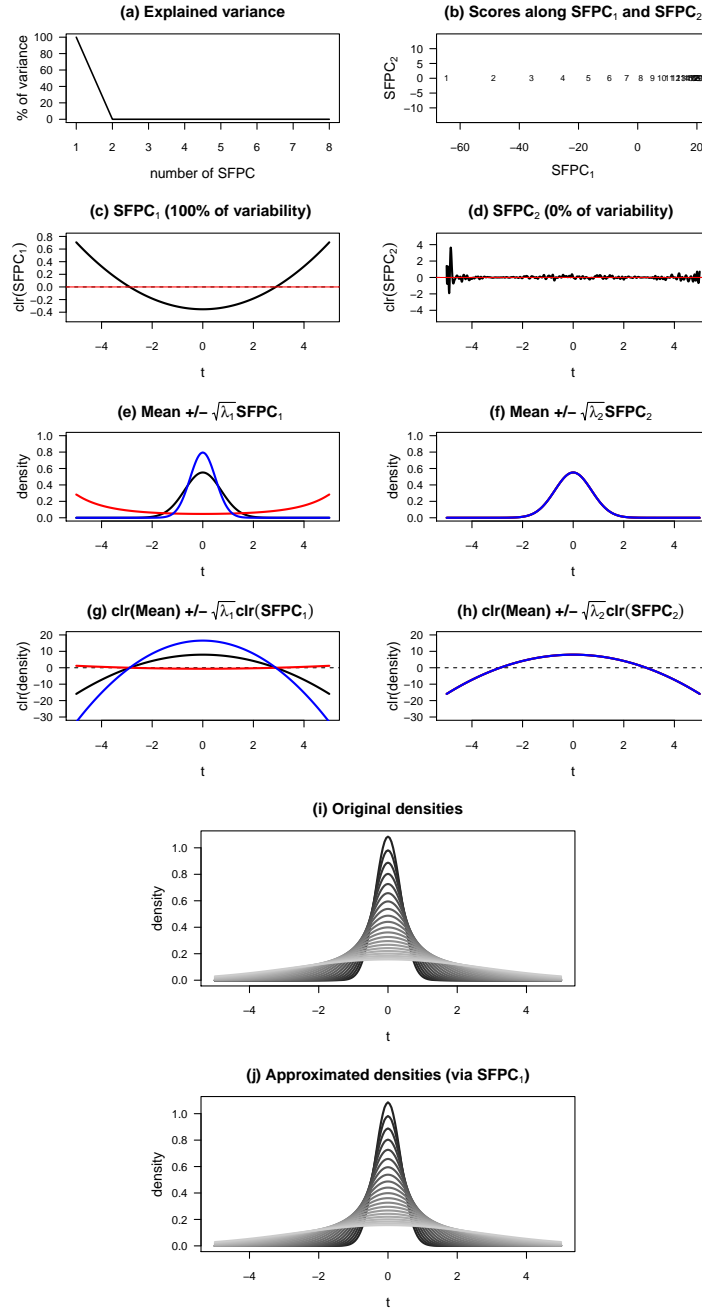 (a) Explained variance
% of variance
100
80
60
40
20
0
1 2 3 4 5 6 7 8
number of SFPC
(b) Scores along SFPC₁ and SFPC₂
SFPC₂
10
5
0
−5
−10
1 2 3 4 5 6 7 8 9 10 11 12
−60 −40 −20 0 20
SFPC₁
(c) SFPC₁ (100% of variability)
clr(SFPC₁)
0.8
0.6
0.4
0.2
0.0
−0.2
−0.4
−4 −2 0 2 4
t
(d) SFPC₂ (0% of variability)
clr(SFPC₂)
4
2
0
−2
−4
−4 −2 0 2 4
t
(e) Mean +/− √λ₁SFPC₁
density
1.0
0.8
0.6
0.4
0.2
0.0
−4 −2 0 2 4
t
(f) Mean +/− √λ₂SFPC₂
density
1.0
0.8
0.6
0.4
0.2
0.0
−4 −2 0 2 4
t
(g) clr(Mean) +/− √λ₁clr(SFPC₁)
clr(density)
20
10
0
−10
−20
−30
−4 −2 0 2 4
t
(h) clr(Mean) +/− √λ₂clr(SFPC₂)
clr(density)
20
10
0
−10
−20
−30
−4 −2 0 2 4
t
(i) Original densities
density
1.0
0.8
0.6
0.4
0.2
0.0
−4 −2 0 2 4
t
(j) Approximated densities (via SFPC₁)
density
1.0
0.8
0.6
0.4
0.2
0.0
−4 −2 0 2 4
t